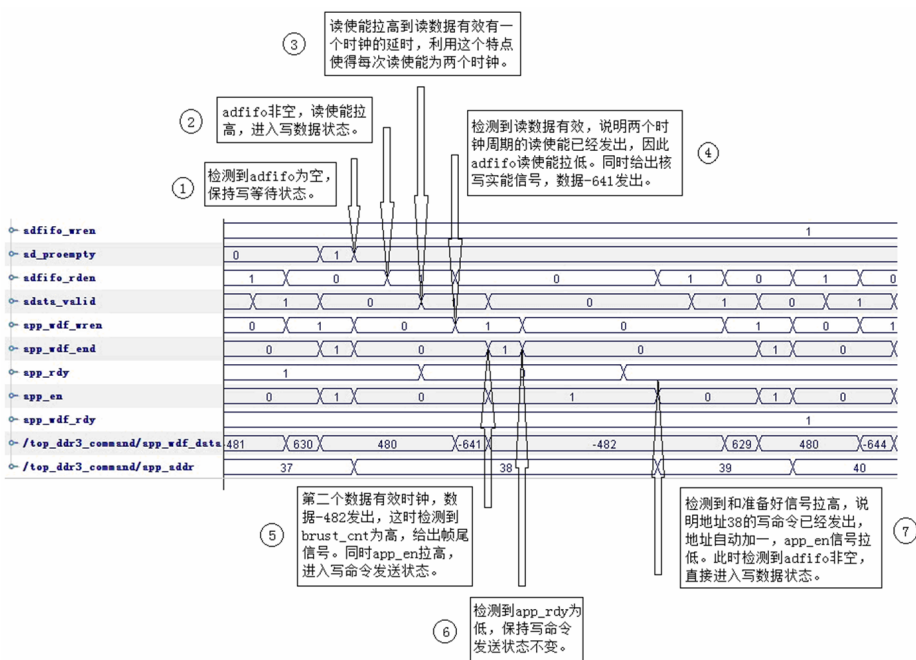 ③
读使能拉高到读数据有效有一
个时钟的延时，利用这个特点
使得每次读使能为两个时钟。
②
adfifo非空，读使能拉
高，进入写数据状态。
④
检测到读数据有效，说明两个时
钟周期的读使能已经发出，因此
adfifo读使能拉低。同时给出核
写实能信号，数据-641发出。
①
检测到adfifo为空，
保持写等待状态。
adfifo_wren 1
ad_proempty 0 1
adfifo_rden 1 0 0 1 0 1 0
adata_valid 1 0 0 1 0 1
app_wdf_wren 0 1 0 1 0 1 0 1
app_wdf_end 0 1 0 1 0 1 0
app_rdy 1
app_en 0 1 0 1 0 1 0
app_wdf_rdy 1
/top_ddr3_command/app_wdf_data 481 630 480 -641 -482 629 480 -644
/top_ddr3_command/app_addr 37 38 39 40
⑤
第二个数据有效时钟，数
据-482发出，这时检测到
brust_cnt为高，给出帧尾
信号。同时app_en拉高，
进入写命令发送状态。
⑥
检测到app_rdy为
低，保持写命令
发送状态不变。
⑦
检测到和准备好信号拉高，说
明地址38的写命令已经发出，
地址自动加一，app_en信号拉
低。此时检测到adfifo非空，
直接进入写数据状态。